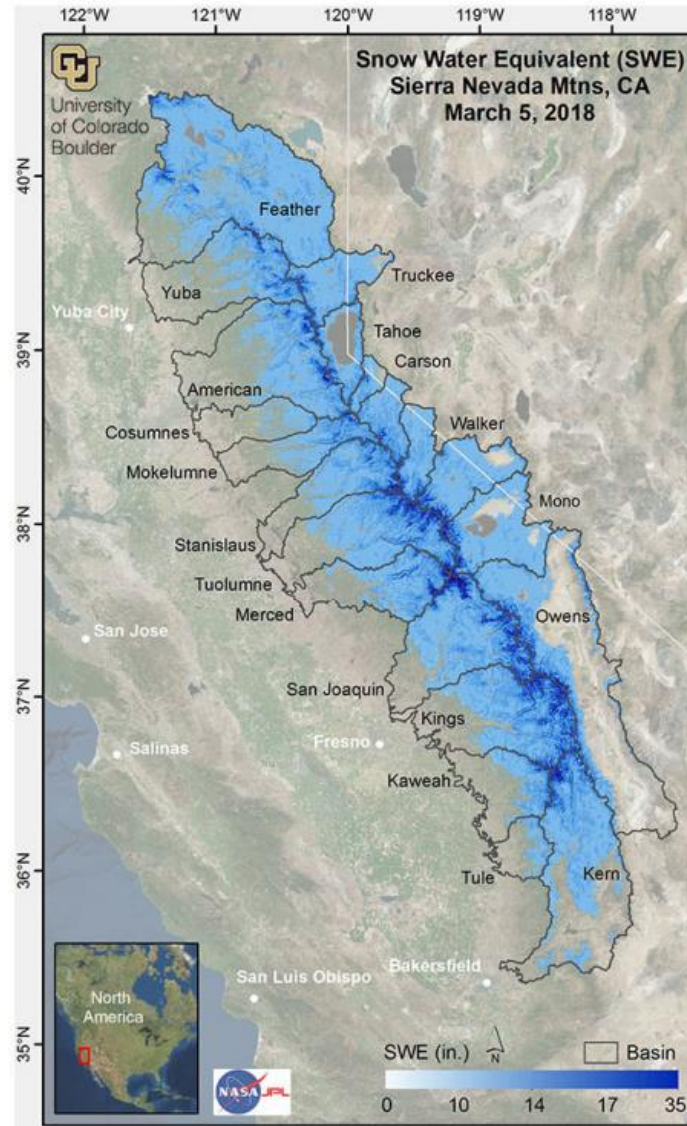 122°W
121°W
120°W
119°W
118°W
CU
University
of Colorado
Boulder
Snow Water Equivalent (SWE)
Sierra Nevada Mtns, CA
March 5, 2018
40°N
39°N
38°N
37°N
36°N
35°N
Feather
Truckee
Yuba
Yuba City
Tahoe
Carson
American
Walker
Cosumnes
Mokelumne
Mono
Stanislaus
Tuolumne
Merced
Owens
San Jose
San Joaquin
Kings
Salinas
Fresno
Kaweah
Tule
Kern
Bakersfield
San Luis Obispo
North
America
NASA
JPL
SWE (in.)
N
Basin
0 10 14 17 35